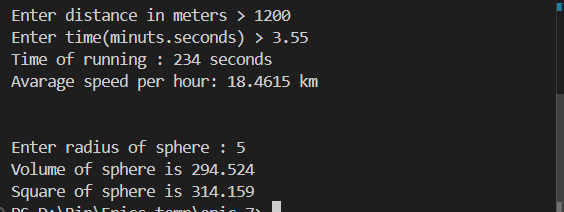 Enter distance in meters > 1200
Enter time(minuts.seconds) > 3.55
Time of running : 234 seconds
Avarage speed per hour: 18.4615 km
Enter radius of sphere : 5
Volume of sphere is 294.524
Square of sphere is 314.159